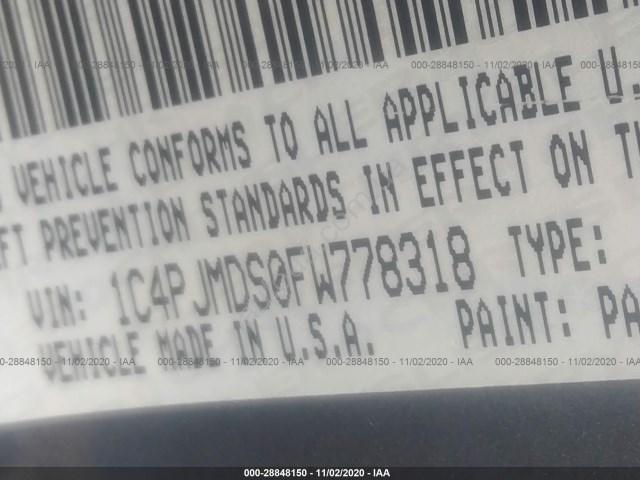 VEHICLE CONFORMS TO ALL APPLICABLE U.
FT PREVENTION STANDARDS IN EFFECT ON T
VIN: 1C4PJMDS0FW778318 TYPE:
VEHICLE MADE IN U.S.A. PAINT: PA
000-28848150 - 11/02/2020 - IAA